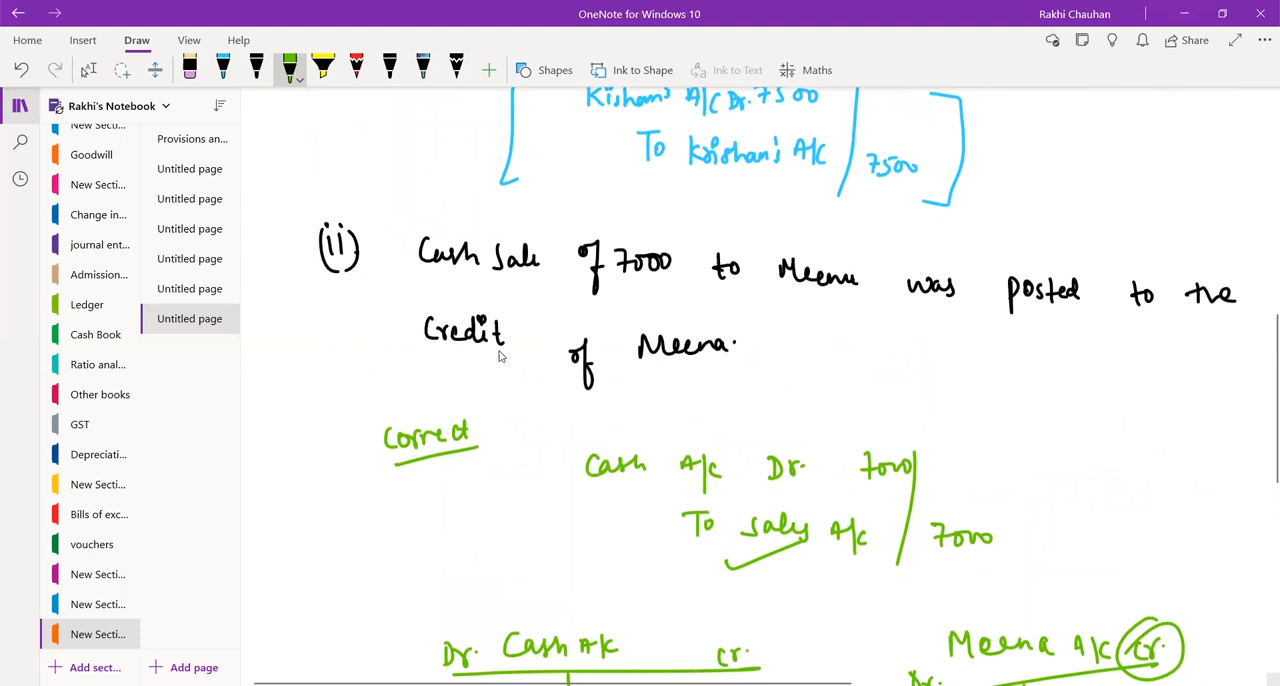 OneNote for Windows 10
Rakhi Chauhan
Home Insert Draw View Help
Share
Shapes
Ink to Shape
Ink to Text
Maths
Rakhi's Notebook
New Secti...
Goodwill
New Secti...
Change in...
journal ent...
Admission...
Ledger
Cash Book
Ratio anal...
Other books
GST
Depreciati...
New Secti...
Bills of exc...
vouchers
New Secti...
New Secti...
New Secti...
Add sect...
Provisions an...
Untitled page
Untitled page
Untitled page
Untitled page
Untitled page
Untitled page
Add page
Kishan's A/C Dr. 7500
To Krishan's A/c 7500
(ii) Cash Sale of 7000 to Meenu was posted to the
Credit of Meena.
Correct
Cash A/c Dr. 7000
To Sales A/c 7000
Dr. Cash A/c Cr.
Meena A/c Cr.
Dr.